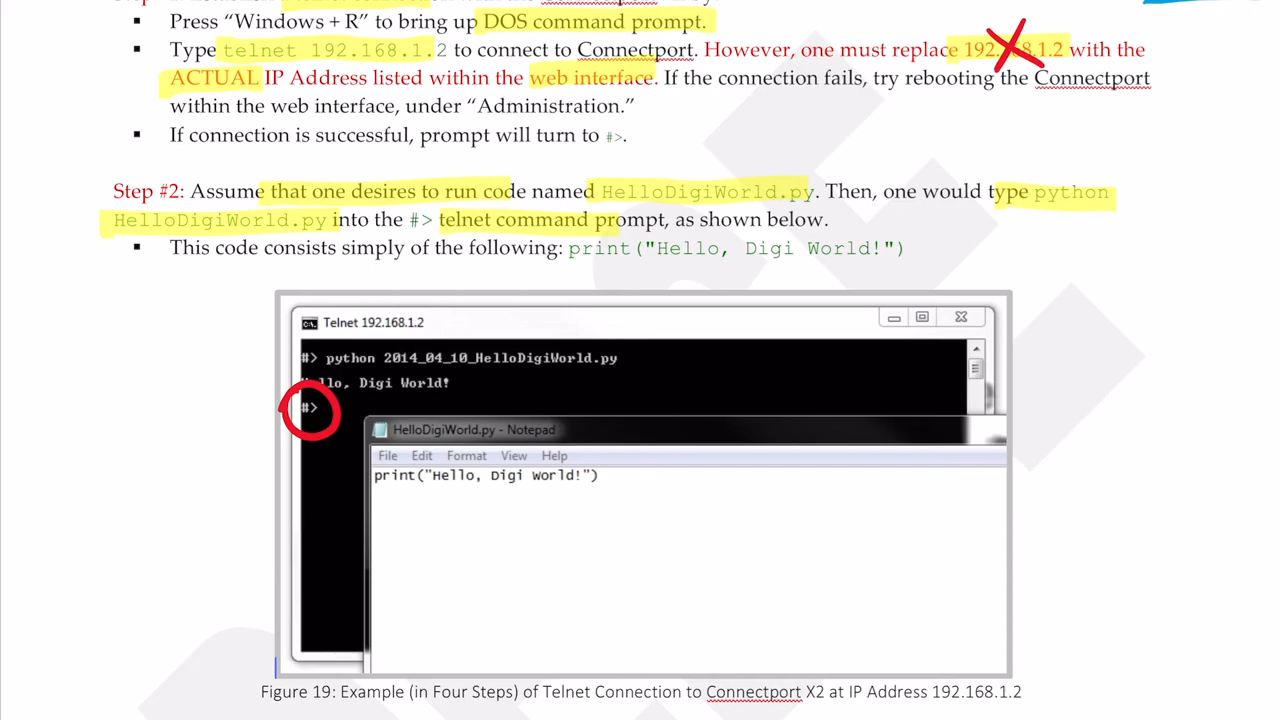 Press “Windows + R” to bring up DOS command prompt.
Type telnet 192.168.1.2 to connect to Connectport. However, one must replace 192.168.1.2 with the
ACTUAL IP Address listed within the web interface. If the connection fails, try rebooting the Connectport
within the web interface, under “Administration.”
If connection is successful, prompt will turn to #>.
Step #2: Assume that one desires to run code named HelloDigiWorld.py. Then, one would type python
HelloDigiWorld.py into the #> telnet command prompt, as shown below.
This code consists simply of the following: print("Hello, Digi World!")
Telnet 192.168.1.2
#> python 2014_04_10_HelloDigiWorld.py
Hello, Digi World!
#>
HelloDigiWorld.py - Notepad
File Edit Format View Help
print("Hello, Digi World!")
Figure 19: Example (in Four Steps) of Telnet Connection to Connectport X2 at IP Address 192.168.1.2